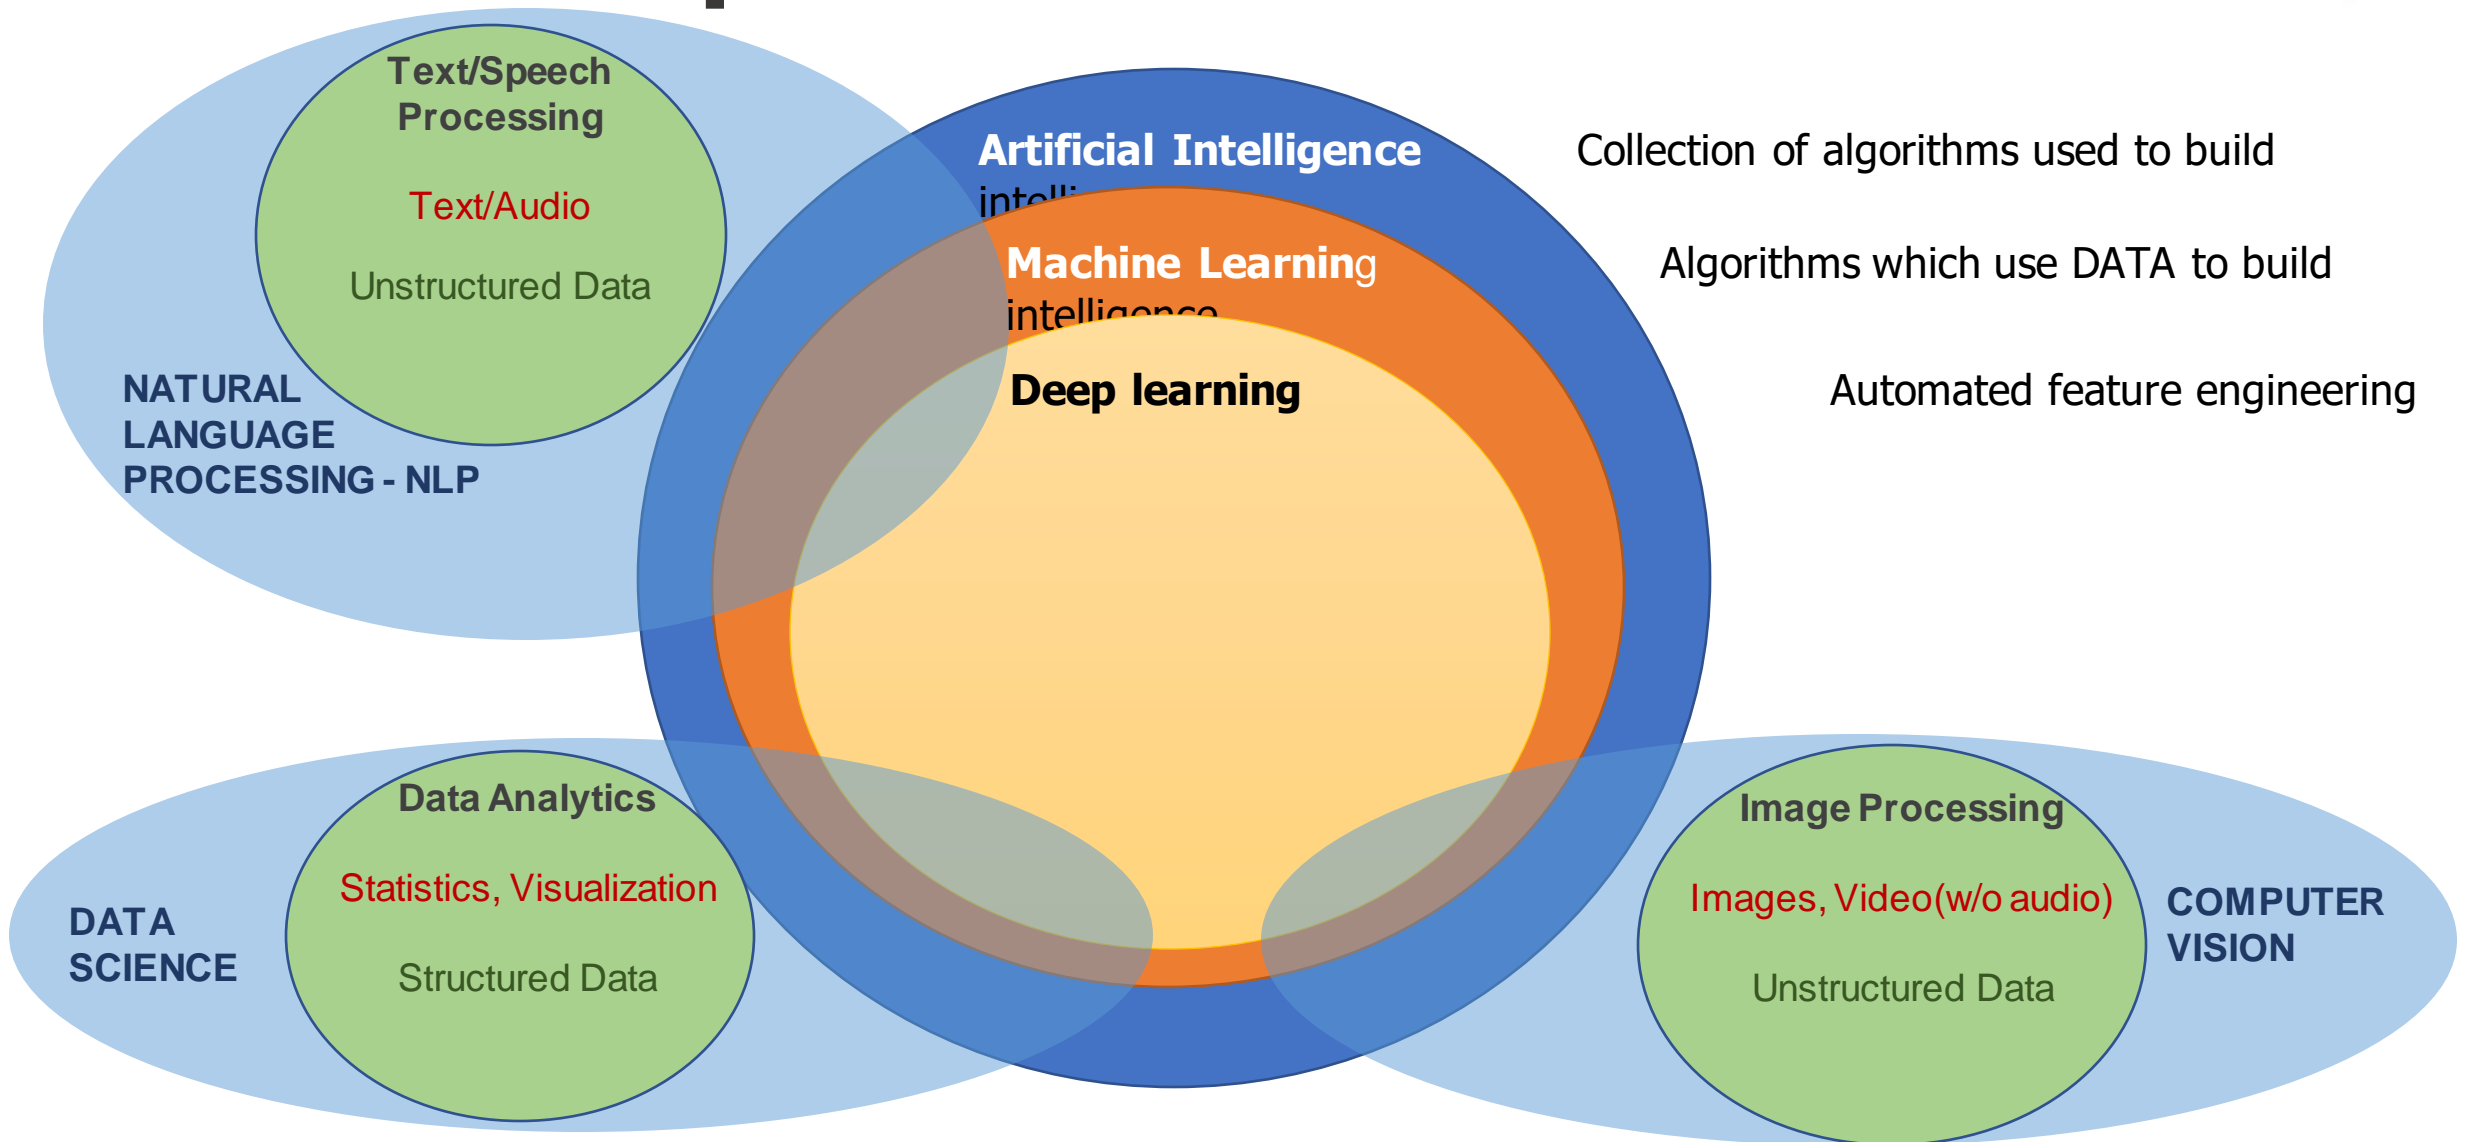 Text/Speech
Processing
Text/Audio
Unstructured Data
NATURAL
LANGUAGE
PROCESSING - NLP
Artificial Intelligence
Collection of algorithms used to build
Machine Learning
Algorithms which use DATA to build
intelligence
Deep learning
Automated feature engineering
Data Analytics
Statistics, Visualization
Structured Data
DATA
SCIENCE
Image Processing
Images, Video(w/o audio)
Unstructured Data
COMPUTER
VISION